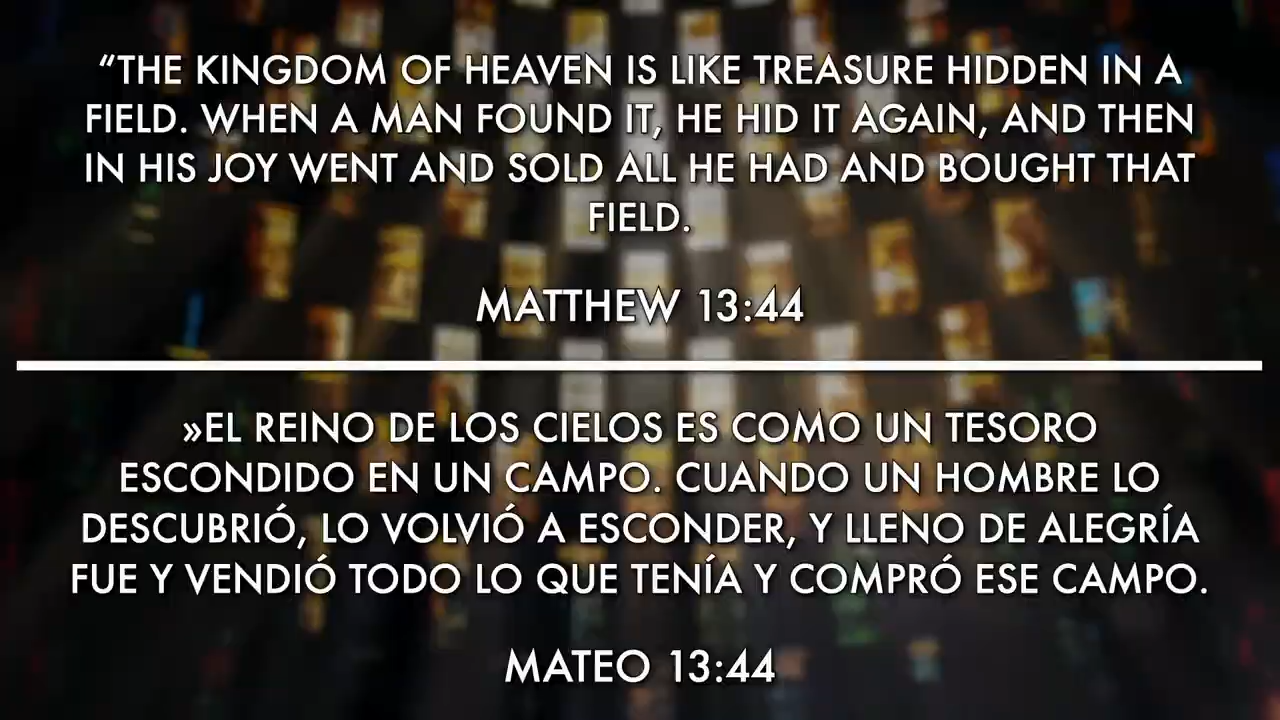 “THE KINGDOM OF HEAVEN IS LIKE TREASURE HIDDEN IN A
FIELD. WHEN A MAN FOUND IT, HE HID IT AGAIN, AND THEN
IN HIS JOY WENT AND SOLD ALL HE HAD AND BOUGHT THAT
FIELD.
MATTHEW 13:44
»EL REINO DE LOS CIELOS ES COMO UN TESORO
ESCONDIDO EN UN CAMPO. CUANDO UN HOMBRE LO
DESCUBRIÓ, LO VOLVIÓ A ESCONDER, Y LLENO DE ALEGRÍA
FUE Y VENDIÓ TODO LO QUE TENÍA Y COMPRÓ ESE CAMPO.
MATEO 13:44